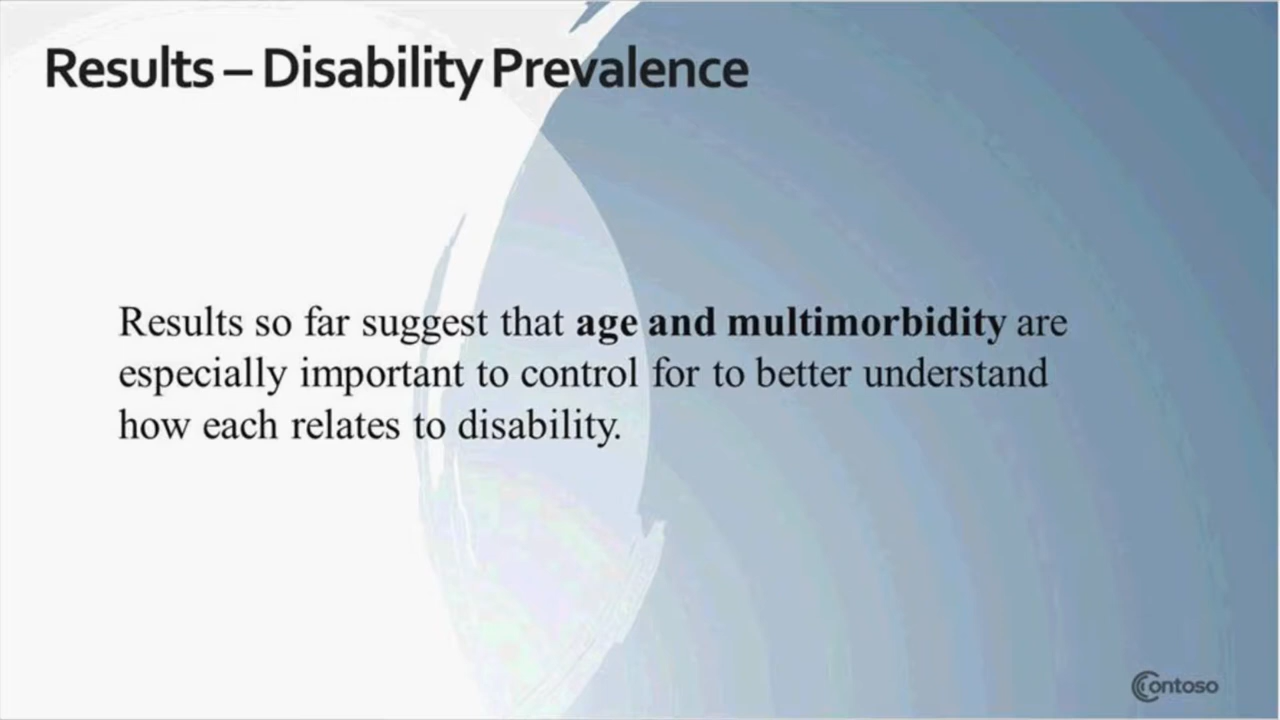 Results – Disability Prevalence
Results so far suggest that age and multimorbidity are
especially important to control for to better understand
how each relates to disability.
Contoso